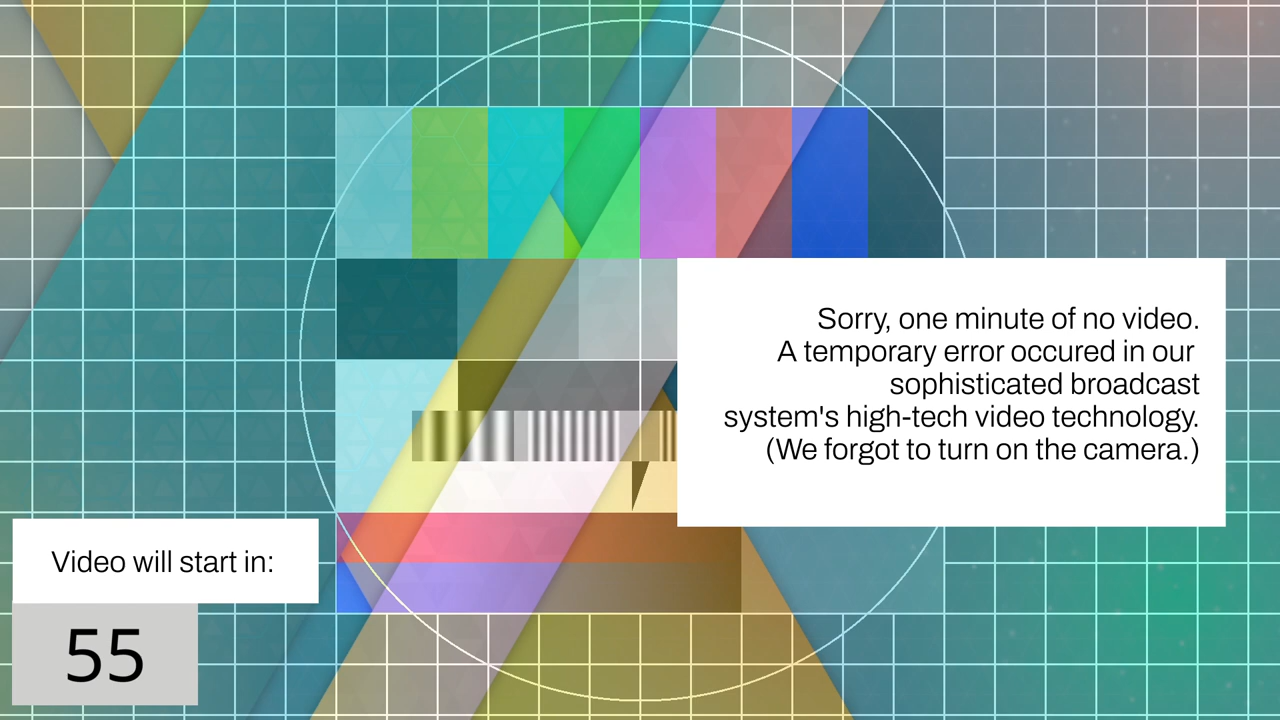 Sorry, one minute of no video.
A temporary error occured in our
sophisticated broadcast
system's high-tech video technology.
(We forgot to turn on the camera.)
Video will start in:
55